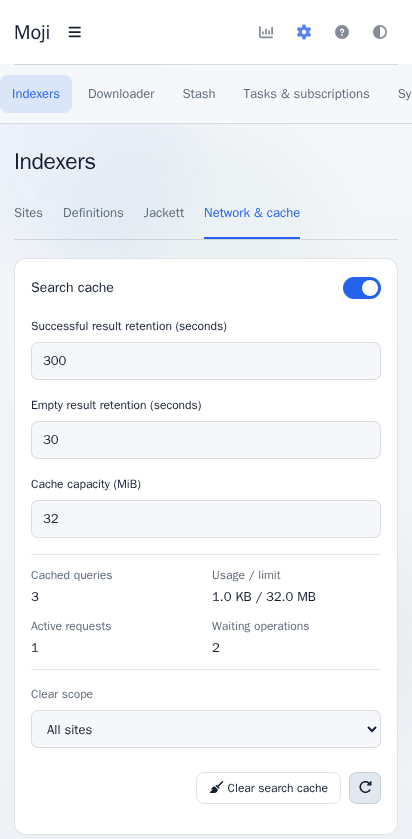 Moji
Indexers Downloader Stash Tasks & subscriptions Sy
Indexers
Sites Definitions Jackett Network & cache
Search cache
Successful result retention (seconds)
300
Empty result retention (seconds)
30
Cache capacity (MiB)
32
Cached queries Usage / limit
3 1.0 KB / 32.0 MB
Active requests Waiting operations
1 2
Clear scope
All sites
Clear search cache